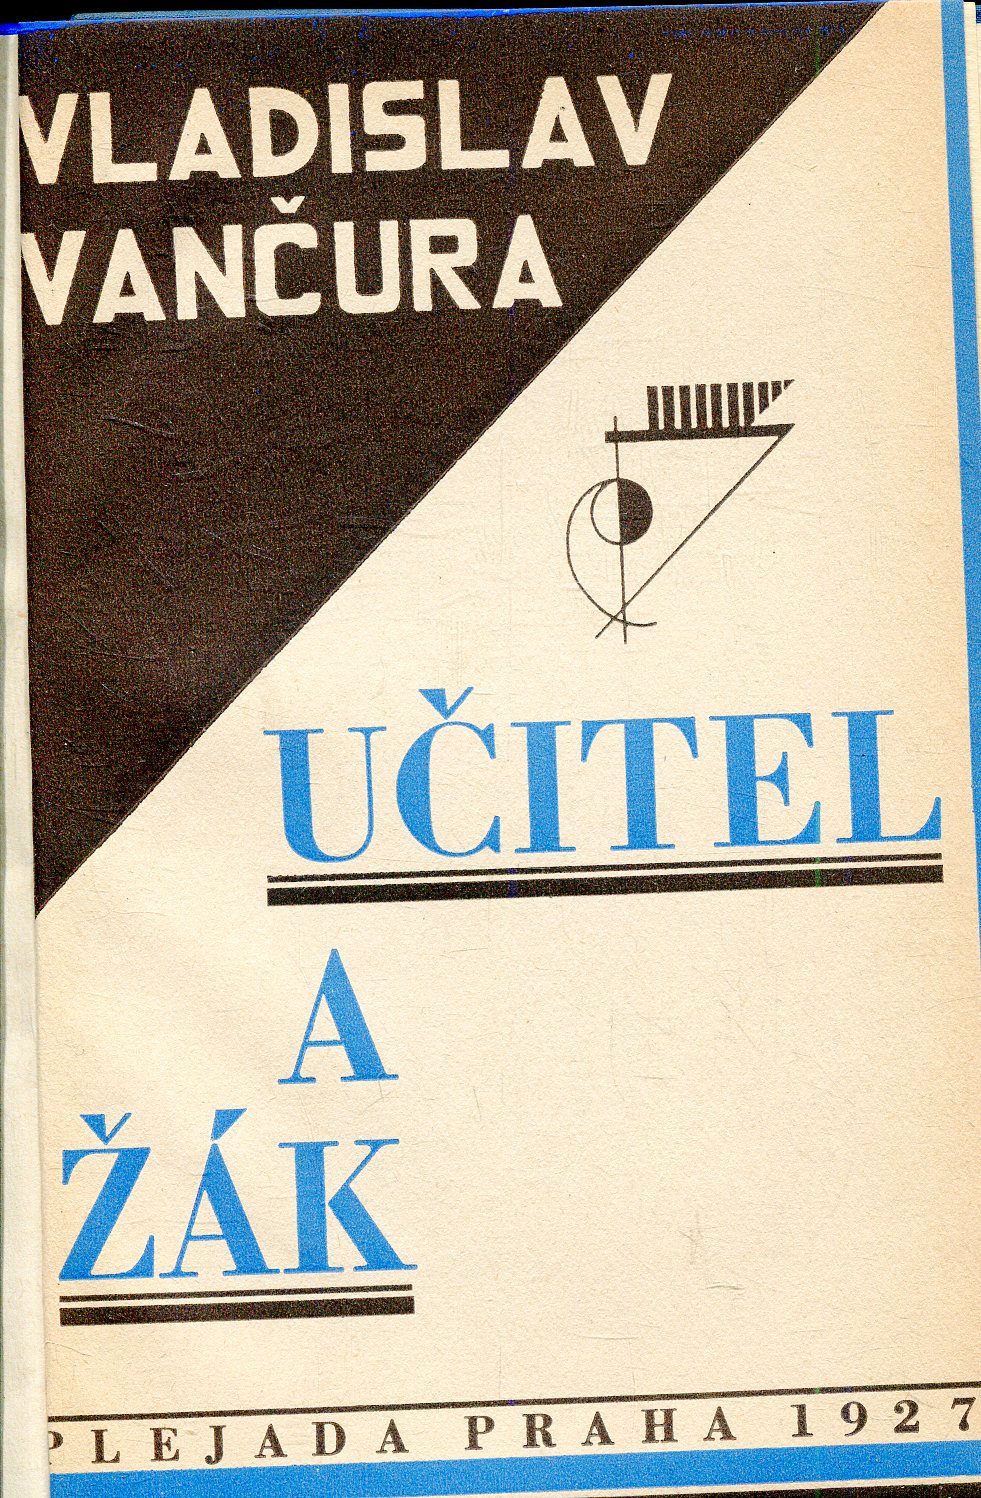 VLADISLAV
VANČURA
UČITEL
A
ŽÁK
PLEJADA PRAHA 1927